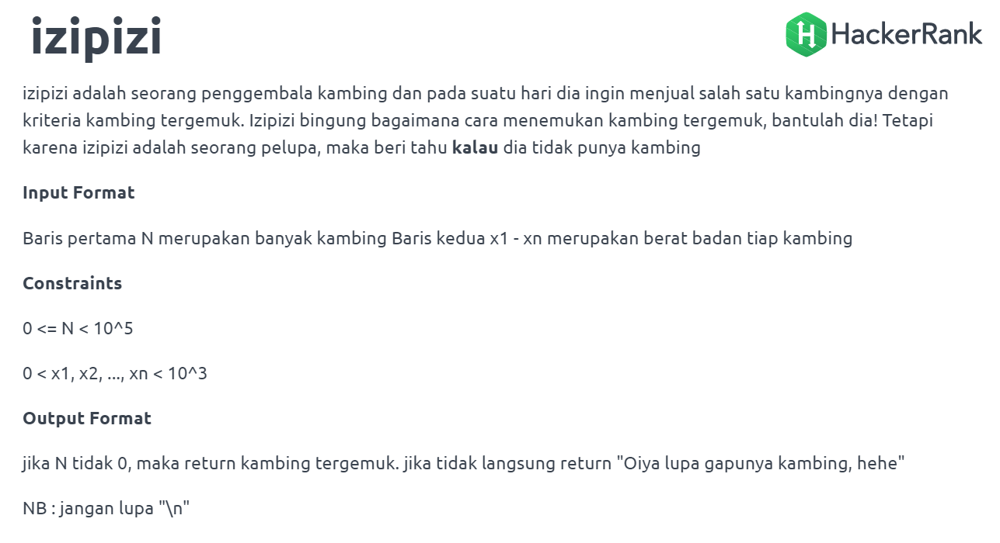 izipizi
HackerRank
izipizi adalah seorang penggembala kambing dan pada suatu hari dia ingin menjual salah satu kambingnya dengan
kriteria kambing tergemuk. Izipizi bingung bagaimana cara menemukan kambing tergemuk, bantulah dia! Tetapi
karena izipizi adalah seorang pelupa, maka beri tahu kalau dia tidak punya kambing
Input Format
Baris pertama N merupakan banyak kambing Baris kedua x1 - xn merupakan berat badan tiap kambing
Constraints
0 <= N < 10^5
0 < x1, x2, ..., xn < 10^3
Output Format
jika N tidak 0, maka return kambing tergemuk. jika tidak langsung return "Oiya lupa gapunya kambing, hehe"
NB : jangan lupa "\n"